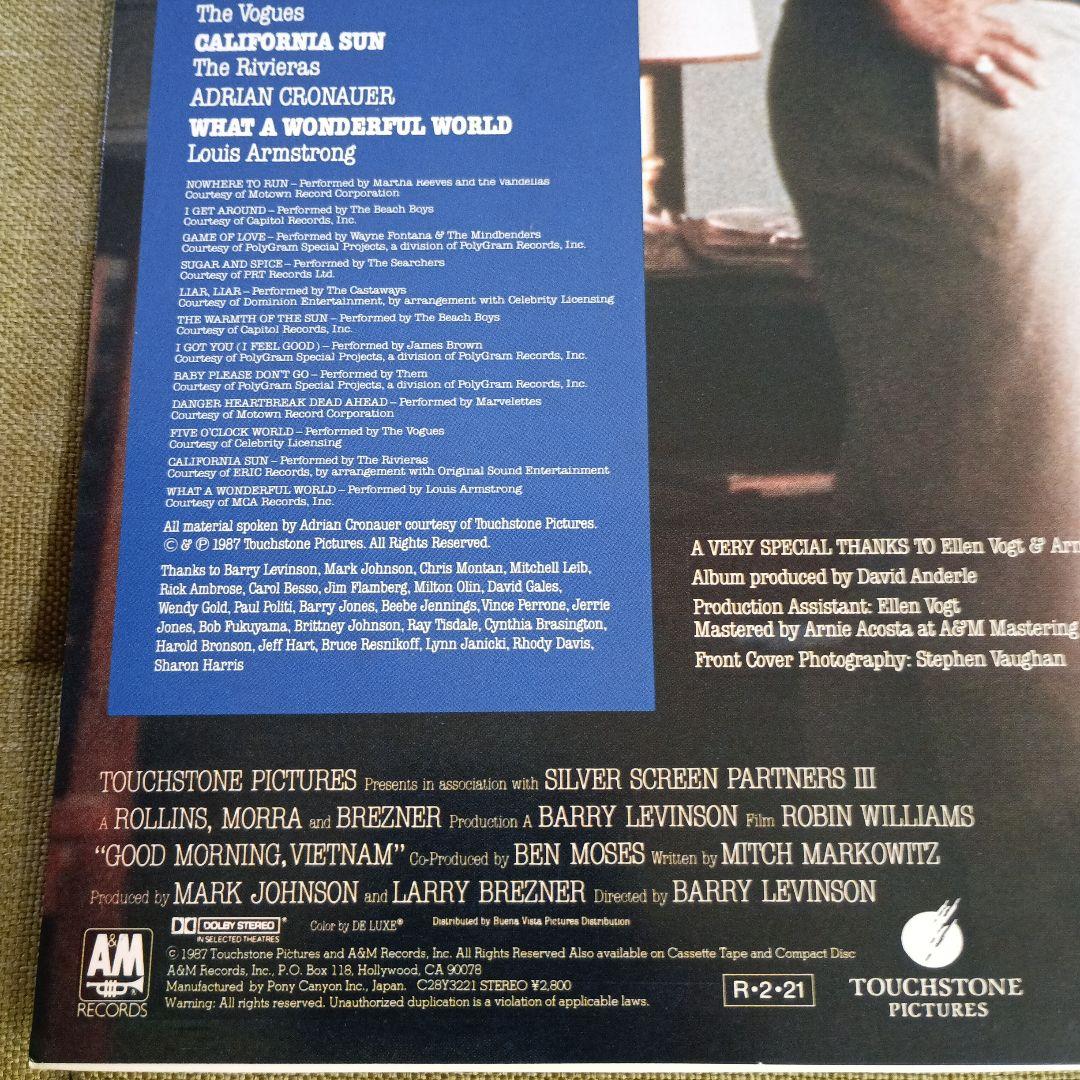 The Vogues
CALIFORNIA SUN
The Rivieras
ADRIAN CRONAUER
WHAT A WONDERFUL WORLD
Louis Armstrong
NOWHERE TO RUN – Performed by Martha Reeves and the Vandellas
Courtesy of Motown Record Corporation
I GET AROUND – Performed by The Beach Boys
Courtesy of Capitol Records, Inc.
GAME OF LOVE – Performed by Wayne Fontana & The Mindbenders
Courtesy of PolyGram Special Projects, a division of PolyGram Records, Inc.
SUGAR AND SPICE – Performed by The Searchers
Courtesy of PRT Records Ltd.
LIAR, LIAR – Performed by The Castaways
Courtesy of Dominion Entertainment, by arrangement with Celebrity Licensing
THE WARMTH OF THE SUN – Performed by The Beach Boys
Courtesy of Capitol Records, Inc.
I GOT YOU (I FEEL GOOD) – Performed by James Brown
Courtesy of PolyGram Special Projects, a division of PolyGram Records, Inc.
BABY PLEASE DON'T GO – Performed by Them
Courtesy of PolyGram Special Projects, a division of PolyGram Records, Inc.
DANGER HEARTBREAK DEAD AHEAD – Performed by Marvelettes
Courtesy of Motown Record Corporation
FIVE O'CLOCK WORLD – Performed by The Vogues
Courtesy of Celebrity Licensing
CALIFORNIA SUN – Performed by The Rivieras
Courtesy of ERIC Records, by arrangement with Original Sound Entertainment
WHAT A WONDERFUL WORLD – Performed by Louis Armstrong
Courtesy of MCA Records, Inc.
All material spoken by Adrian Cronauer courtesy of Touchstone Pictures.
© & ℗ 1987 Touchstone Pictures. All Rights Reserved.
Thanks to Barry Levinson, Mark Johnson, Chris Montan, Mitchell Leib,
Rick Ambrose, Carol Besso, Jim Flamberg, Milton Olin, David Gales,
Wendy Gold, Paul Politi, Barry Jones, Beebe Jennings, Vince Perrone, Jerrie
Jones, Bob Fukuyama, Brittney Johnson, Ray Tisdale, Cynthia Brasington,
Harold Bronson, Jeff Hart, Bruce Resnikoff, Lynn Janicki, Rhody Davis,
Sharon Harris
A VERY SPECIAL THANKS TO Ellen Vogt & Arn
Album produced by David Anderle
Production Assistant: Ellen Vogt
Mastered by Arnie Acosta at A&M Mastering
Front Cover Photography: Stephen Vaughan
TOUCHSTONE PICTURES Presents in association with SILVER SCREEN PARTNERS III
A ROLLINS, MORRA and BREZNER Production A BARRY LEVINSON Film ROBIN WILLIAMS
"GOOD MORNING, VIETNAM" Co-Produced by BEN MOSES Written by MITCH MARKOWITZ
Produced by MARK JOHNSON and LARRY BREZNER Directed by BARRY LEVINSON
DOLBY STEREO®
IN SELECTED THEATRES
Color by DE LUXE®
Distributed by Buena Vista Pictures Distribution
A&M
RECORDS
© 1987 Touchstone Pictures and A&M Records, Inc. All Rights Reserved Also available on Cassette Tape and Compact Disc
A&M Records, Inc., P.O. Box 118, Hollywood, CA 90078
Manufactured by Pony Canyon Inc., Japan. C28Y3221 STEREO ¥2,800
Warning: All rights reserved. Unauthorized duplication is a violation of applicable laws.
R•2•21
TOUCHSTONE
PICTURES